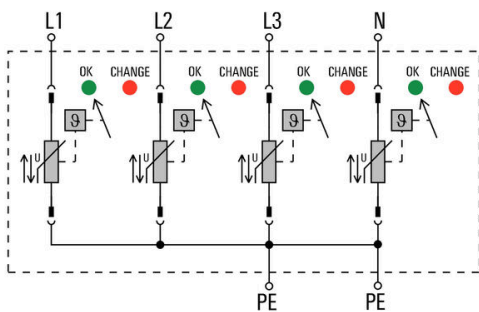 L1 L2 L3 N
OK CHANGE OK CHANGE OK CHANGE OK CHANGE
ϑ ϑ ϑ ϑ
U U U U
PE PE